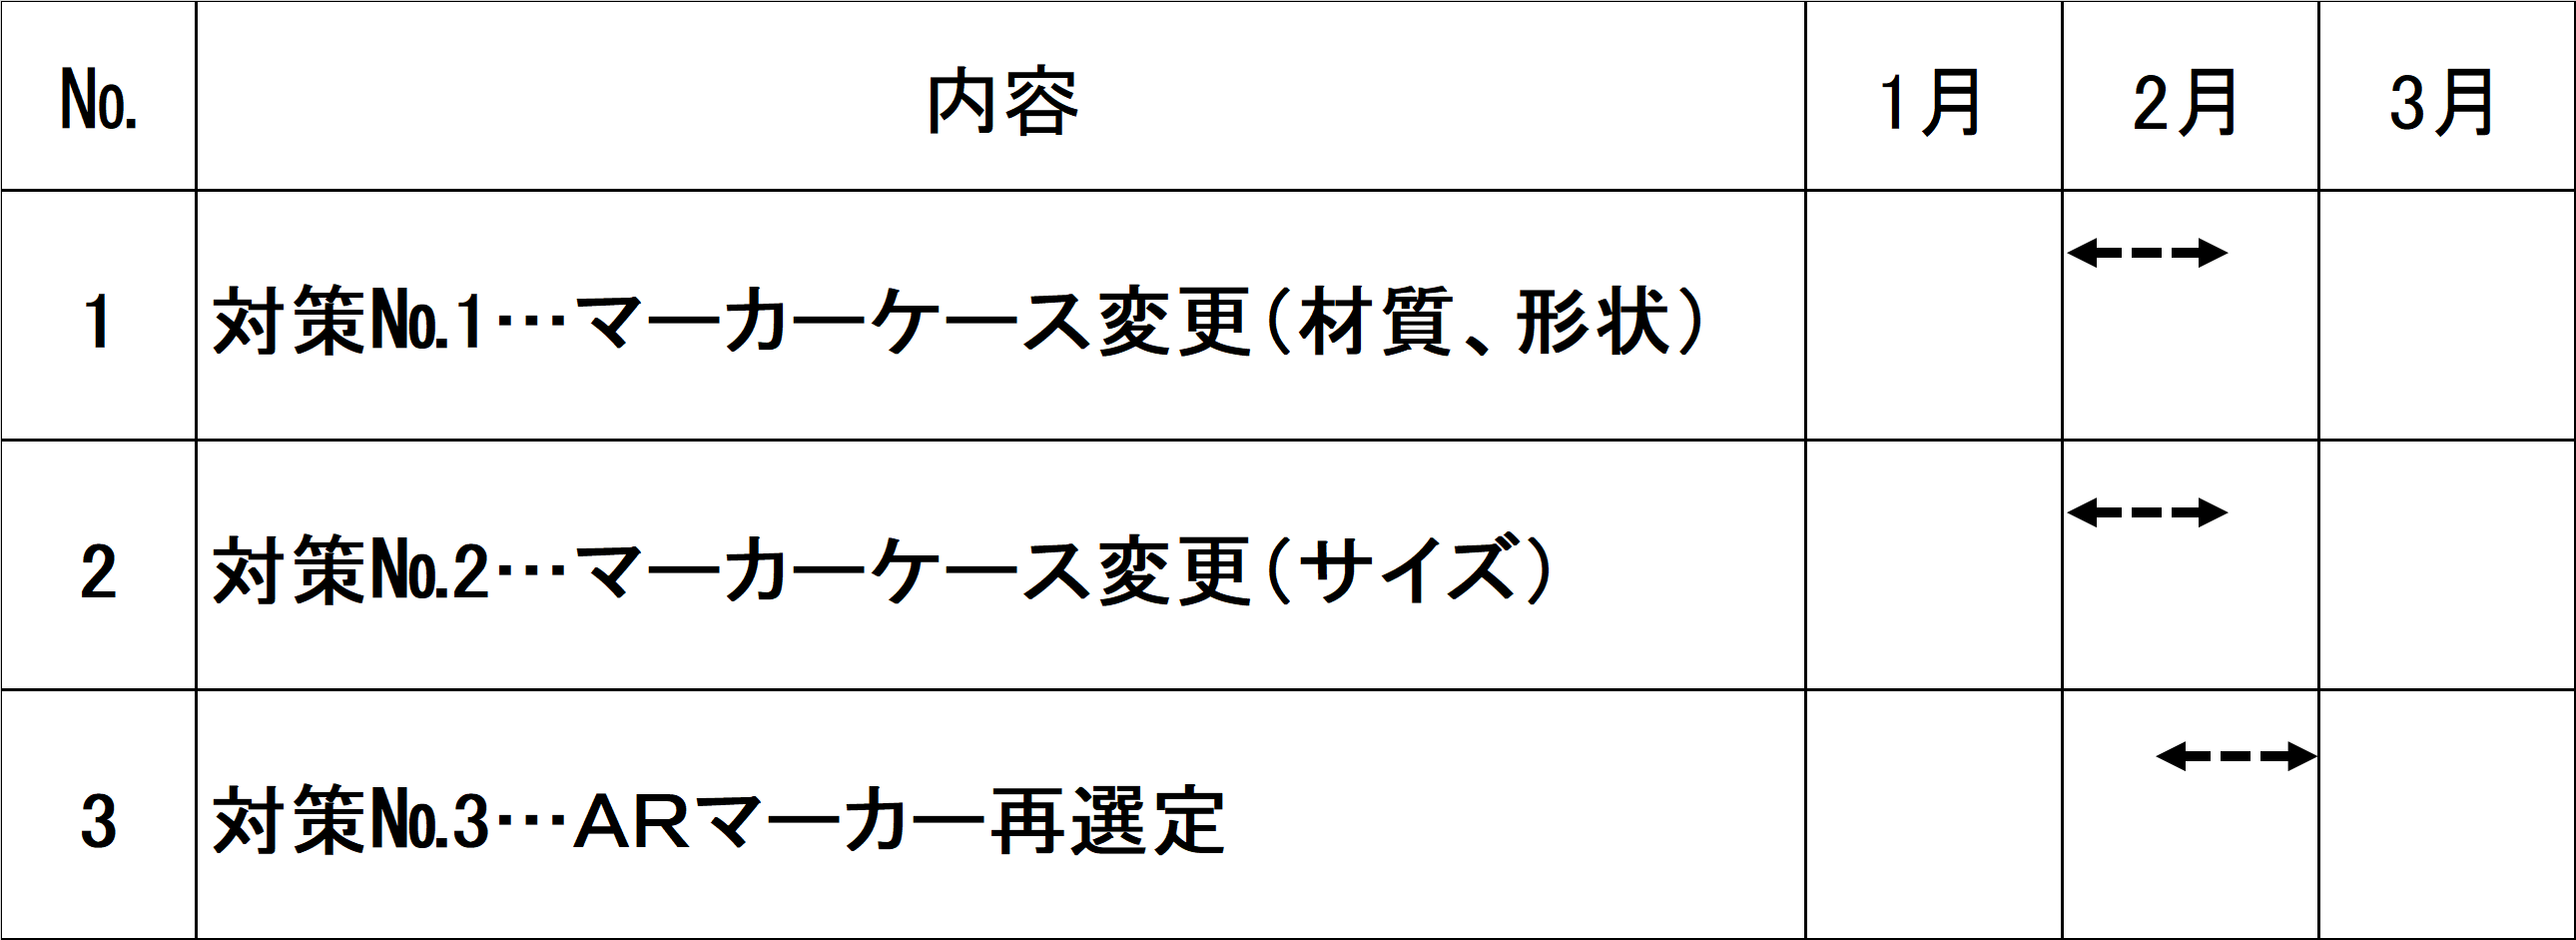 № 内容 1月 2月 3月
1 対策№1…マーカーケース変更(材質、形状)
2 対策№2…マーカーケース変更(サイズ)
3 対策№3…ARマーカー再選定